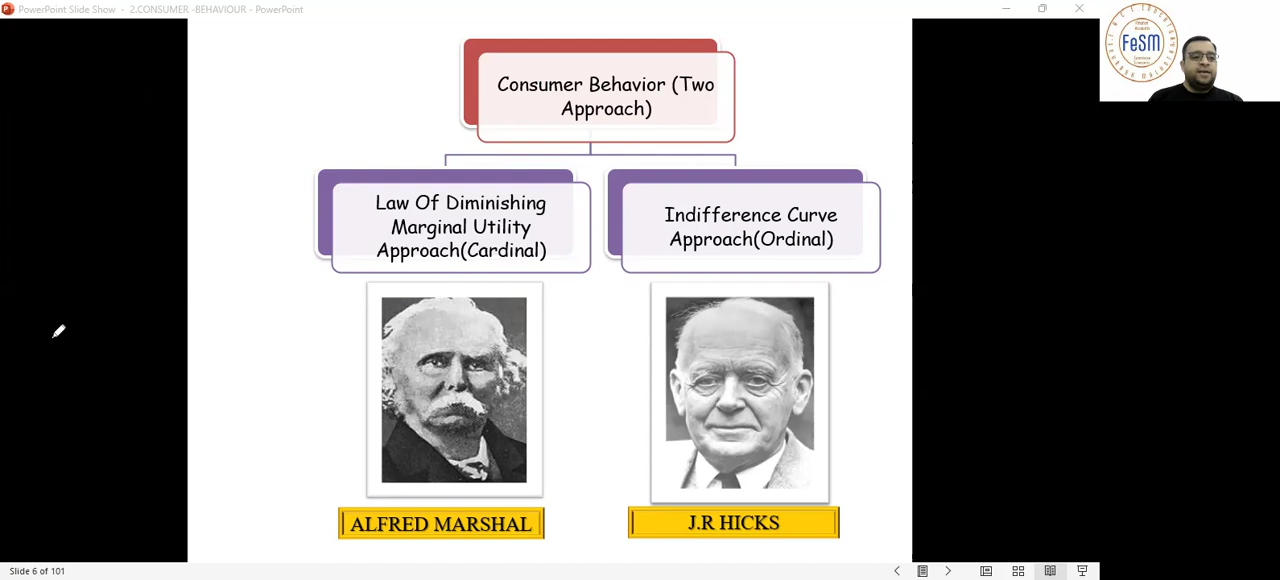 PowerPoint Slide Show - 2.CONSUMER -BEHAVIOUR - PowerPoint
FeSM
Consumer Behavior (Two
Approach)
Law Of Diminishing
Marginal Utility
Approach(Cardinal)
Indifference Curve
Approach(Ordinal)
ALFRED MARSHAL
J.R HICKS
Slide 6 of 101